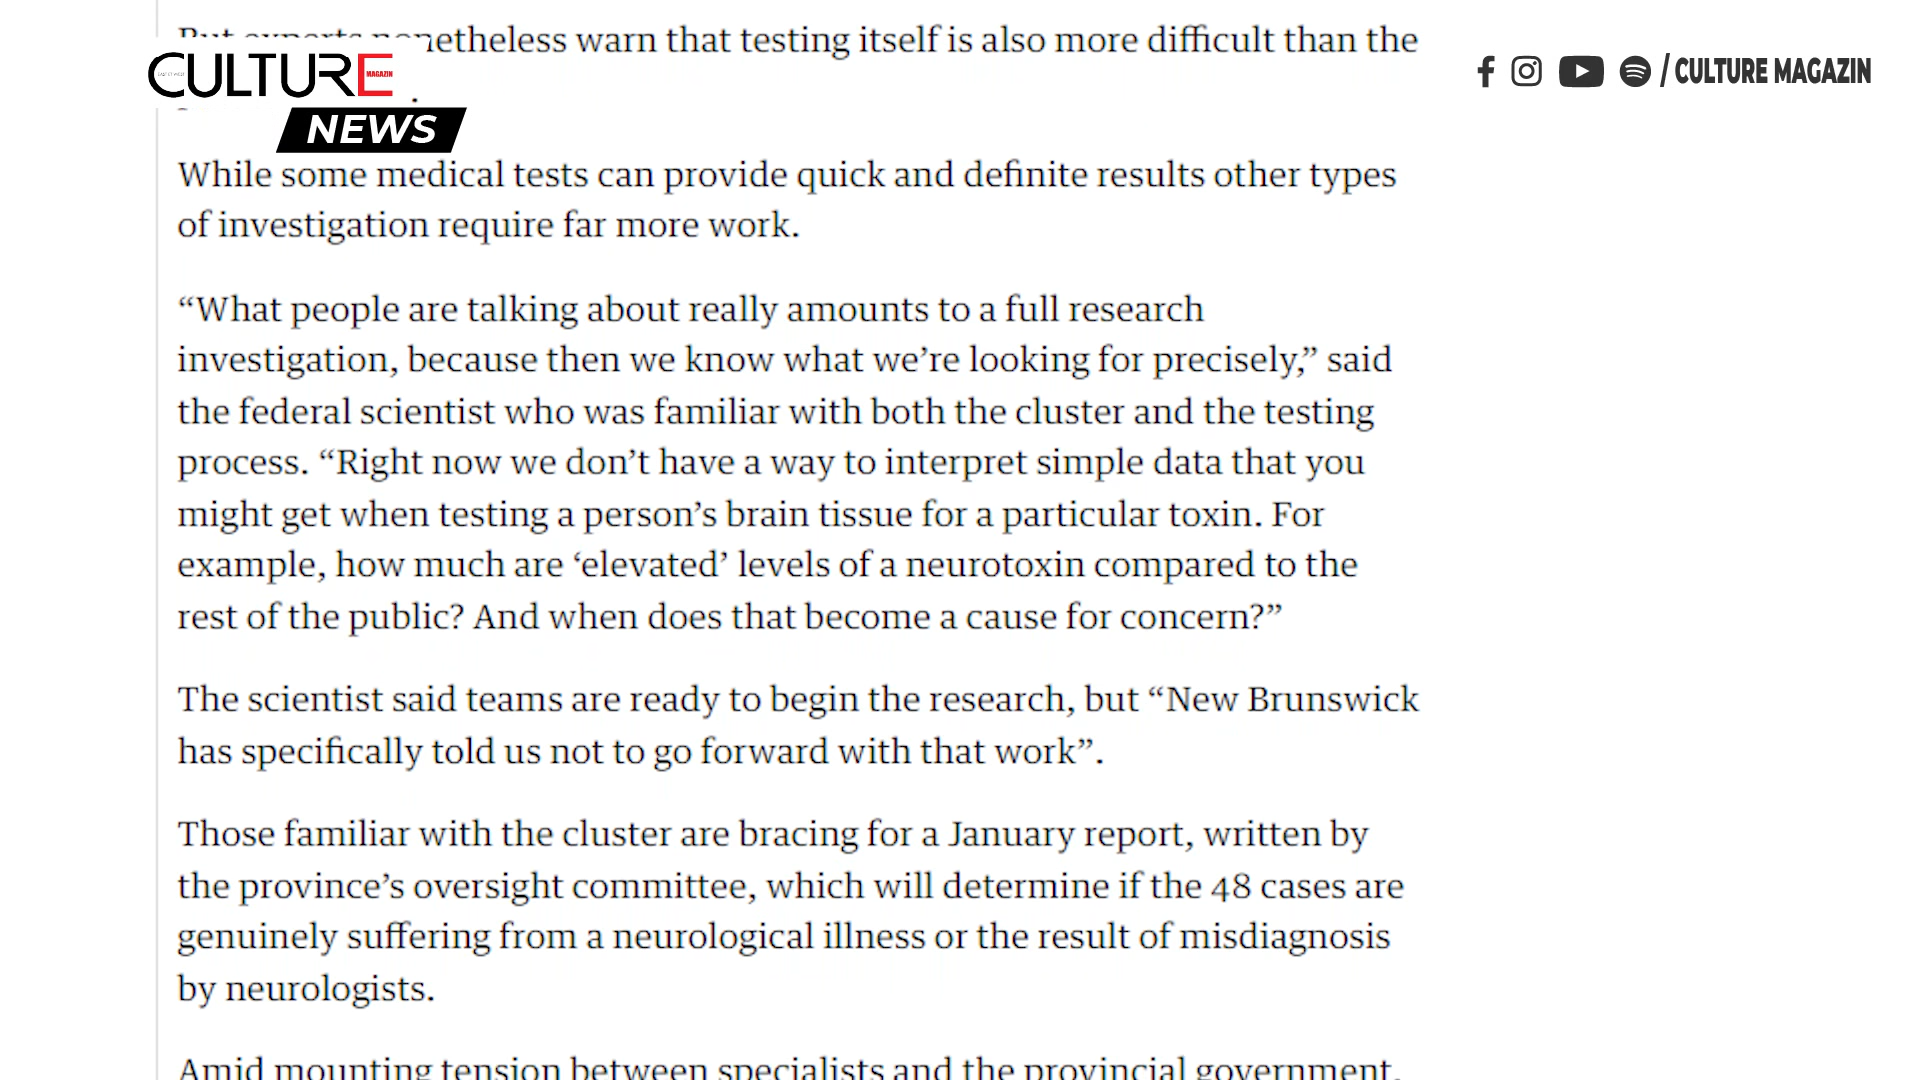 But experts nonetheless warn that testing itself is also more difficult than the
CULTURE
MAGAZIN
NEWS
/ CULTURE MAGAZIN
While some medical tests can provide quick and definite results other types
of investigation require far more work.
“What people are talking about really amounts to a full research
investigation, because then we know what we’re looking for precisely,” said
the federal scientist who was familiar with both the cluster and the testing
process. “Right now we don’t have a way to interpret simple data that you
might get when testing a person’s brain tissue for a particular toxin. For
example, how much are ‘elevated’ levels of a neurotoxin compared to the
rest of the public? And when does that become a cause for concern?”
The scientist said teams are ready to begin the research, but “New Brunswick
has specifically told us not to go forward with that work”.
Those familiar with the cluster are bracing for a January report, written by
the province’s oversight committee, which will determine if the 48 cases are
genuinely suffering from a neurological illness or the result of misdiagnosis
by neurologists.
Amid mounting tension between specialists and the provincial government,